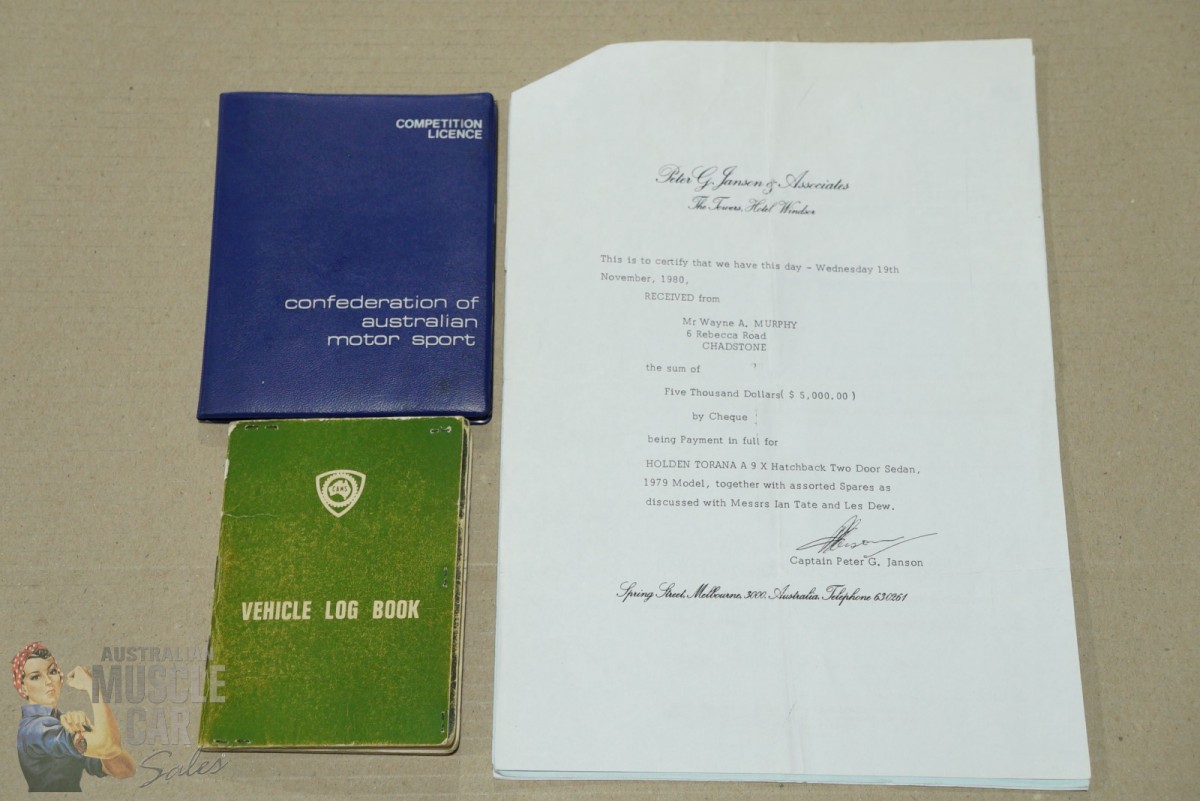 COMPETITION
LICENCE
confederation of
australian
motor sport
CAMS
VEHICLE LOG BOOK
Peter G. Janson & Associates
The Towers, Hotel Windsor
This is to certify that we have this day - Wednesday 19th
November, 1980,
RECEIVED from
Mr Wayne A. MURPHY
6 Rebecca Road
CHADSTONE
the sum of
Five Thousand Dollars( $ 5,000.00 )
by Cheque
being Payment in full for
HOLDEN TORANA A 9 X Hatchback Two Door Sedan,
1979 Model, together with assorted Spares as
discussed with Messrs Ian Tate and Les Dew.
Captain Peter G. Janson
Spring Street, Melbourne, 3000. Australia. Telephone 630261
AUSTRALIAN
MUSCLE
CAR
Sales